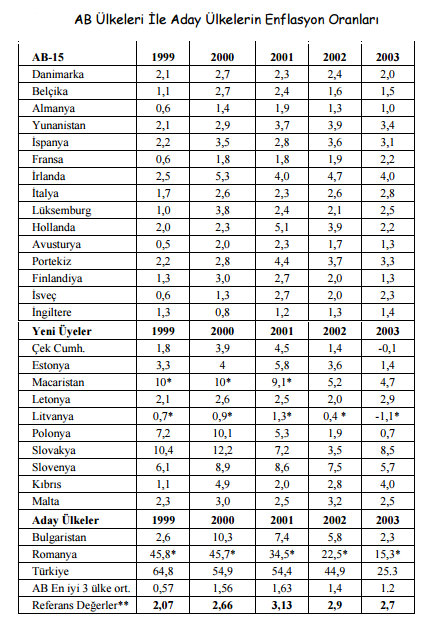 AB Ülkeleri İle Aday Ülkelerin Enflasyon Oranları
AB-15 1999 2000 2001 2002 2003
Danimarka 2,1 2,7 2,3 2,4 2,0
Belçika 1,1 2,7 2,4 1,6 1,5
Almanya 0,6 1,4 1,9 1,3 1,0
Yunanistan 2,1 2,9 3,7 3,9 3,4
İspanya 2,2 3,5 2,8 3,6 3,1
Fransa 0,6 1,8 1,8 1,9 2,2
İrlanda 2,5 5,3 4,0 4,7 4,0
İtalya 1,7 2,6 2,3 2,6 2,8
Lüksemburg 1,0 3,8 2,4 2,1 2,5
Hollanda 2,0 2,3 5,1 3,9 2,2
Avusturya 0,5 2,0 2,3 1,7 1,3
Portekiz 2,2 2,8 4,4 3,7 3,3
Finlandiya 1,3 3,0 2,7 2,0 1,3
İsveç 0,6 1,3 2,7 2,0 2,3
İngiltere 1,3 0,8 1,2 1,3 1,4
Yeni Üyeler 1999 2000 2001 2002 2003
Çek Cumh. 1,8 3,9 4,5 1,4 -0,1
Estonya 3,3 4 5,8 3,6 1,4
Macaristan 10* 10* 9,1* 5,2 4,7
Letonya 2,1 2,6 2,5 2,0 2,9
Litvanya 0,7* 0,9* 1,3* 0,4 * -1,1*
Polonya 7,2 10,1 5,3 1,9 0,7
Slovakya 10,4 12,2 7,2 3,5 8,5
Slovenya 6,1 8,9 8,6 7,5 5,7
Kıbrıs 1,1 4,9 2,0 2,8 4,0
Malta 2,3 3,0 2,5 3,2 2,5
Aday Ülkeler 1999 2000 2001 2002 2003
Bulgaristan 2,6 10,3 7,4 5,8 2,3
Romanya 45,8* 45,7* 34,5* 22,5* 15,3*
Türkiye 64,8 54,9 54,4 44,9 25.3
AB En iyi 3 ülke ort. 0,57 1,56 1,63 1,4 1.2
Referans Değerler** 2,07 2,66 3,13 2,9 2,7